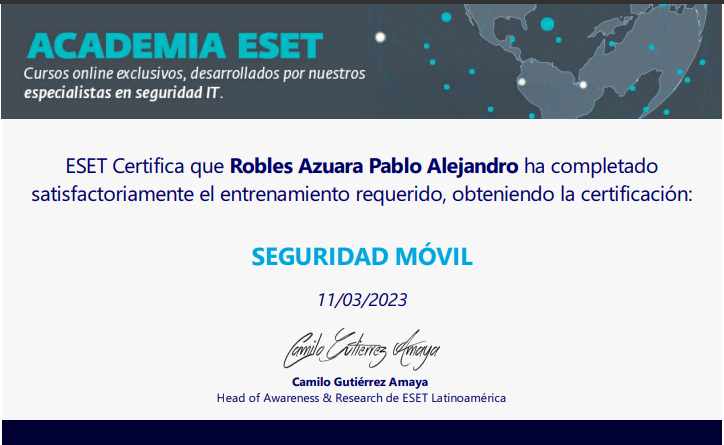 ACADEMIA ESET
Cursos online exclusivos, desarrollados por nuestros
especialistas en seguridad IT.
ESET Certifica que Robles Azuara Pablo Alejandro ha completado
satisfactoriamente el entrenamiento requerido, obteniendo la certificación:
SEGURIDAD MÓVIL
11/03/2023
Camilo Gutierrez Amaya
Camilo Gutiérrez Amaya
Head of Awareness & Research de ESET Latinoamérica